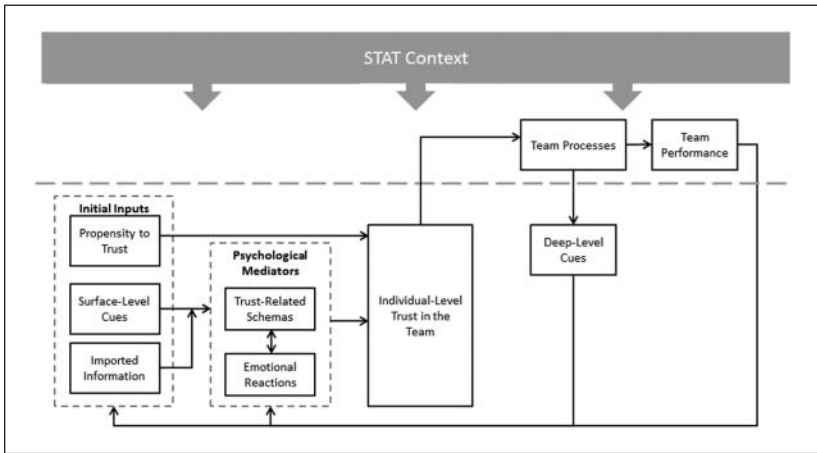 STAT Context
Team Processes
Team
Performance
Initial Inputs
Propensity to
Trust
Surface-Level
Cues
Imported
Information
Psychological
Mediators
Trust-Related
Schemas
Emotional
Reactions
Individual-Level
Trust in the
Team
Deep-Level
Cues